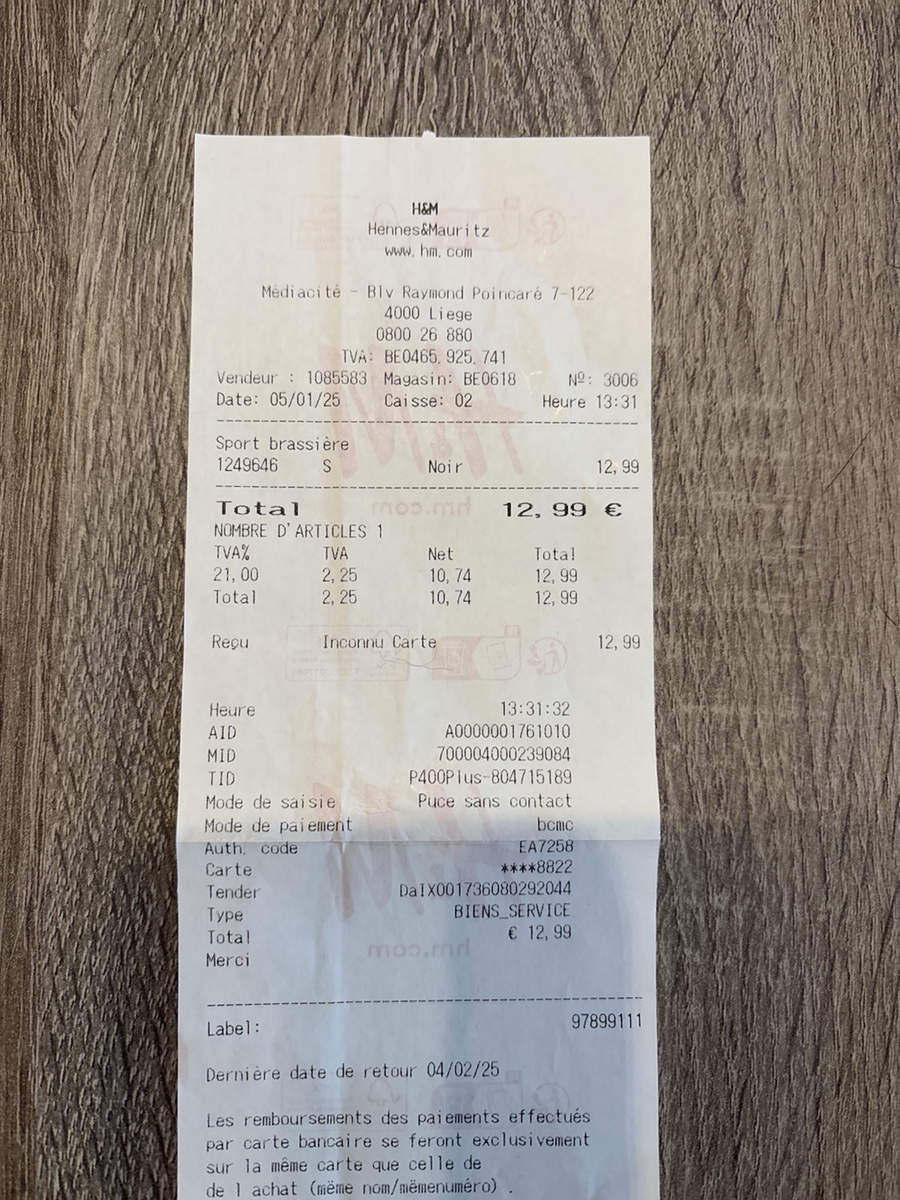 H&M
Hennes&Mauritz
www.hm.com
Médiacité - Blv Raymond Poincaré 7-122
4000 Liege
0800 26 880
TVA: BE0465.925.741
Vendeur : 1085583 Magasin: BE0618 Nº: 3006
Date: 05/01/25 Caisse: 02 Heure 13:31
Sport brassière
1249646 S Noir 12,99
Total 12,99 €
NOMBRE D'ARTICLES 1
TVA% TVA Net Total
21,00 2,25 10,74 12,99
Total 2,25 10,74 12,99
Reçu Inconnu Carte 12,99
Heure 13:31:32
AID A0000001761010
MID 700004000239084
TID P400Plus-804715189
Mode de saisie Puce sans contact
Mode de paiement bcmc
Auth. code EA7258
Carte ****8822
Tender DaIX001736080292044
Type BIENS_SERVICE
Total € 12,99
Merci
Label: 97899111
Dernière date de retour 04/02/25
Les remboursements des paiements effectués
par carte bancaire se feront exclusivement
sur la même carte que celle de
de l achat (même nom/mêmenuméro) .